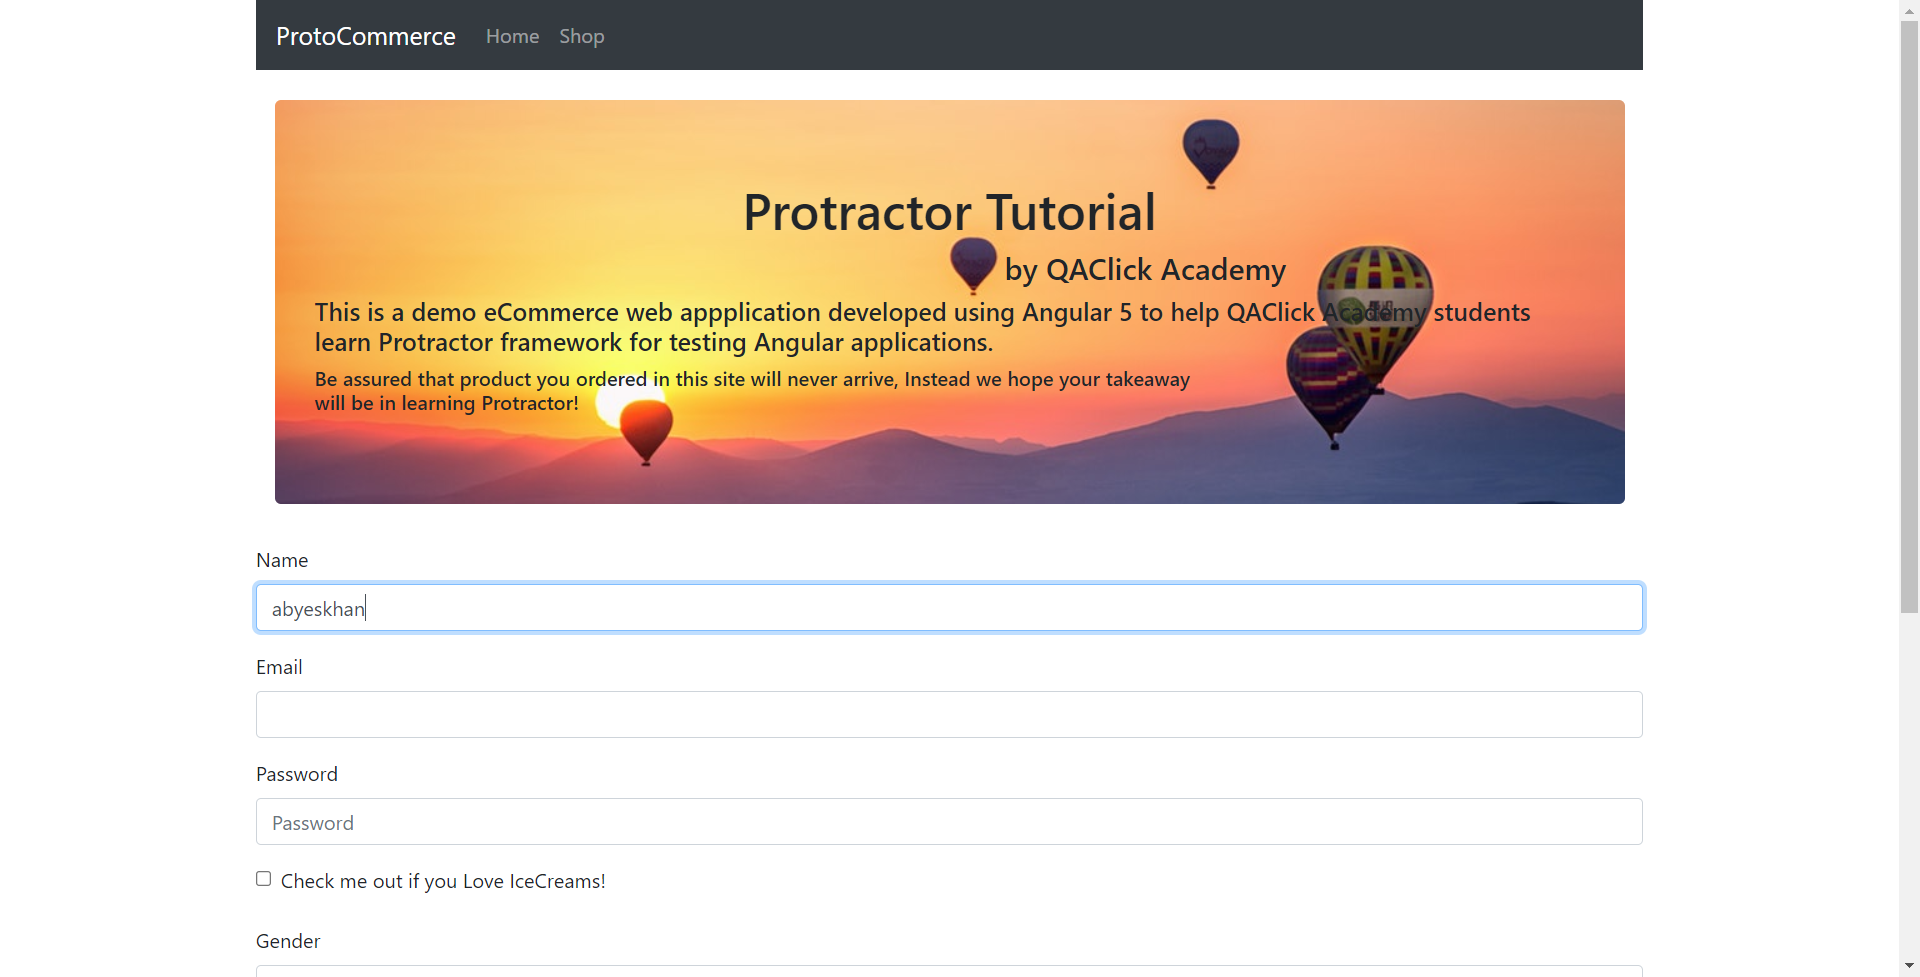 ProtoCommerce Home Shop
Protractor Tutorial
by QAClick Academy
This is a demo eCommerce web appplication developed using Angular 5 to help QAClick Academy students
learn Protractor framework for testing Angular applications.
Be assured that product you ordered in this site will never arrive, Instead we hope your takeaway
will be in learning Protractor!
Name
abyeskhan
Email
Password
Password
Check me out if you Love IceCreams!
Gender